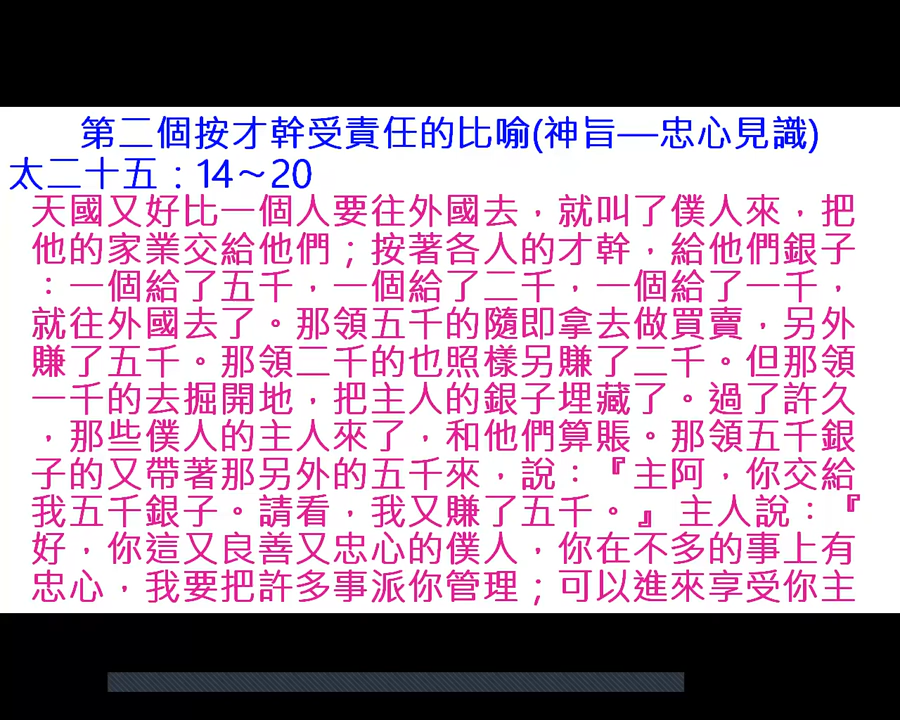 第二個按才幹受責任的比喻(神旨—忠心見識)
太二十五：14～20
天國又好比一個人要往外國去，就叫了僕人來，把
他的家業交給他們；按著各人的才幹，給他們銀子
：一個給了五千，一個給了二千，一個給了一千，
就往外國去了。那領五千的隨即拿去做買賣，另外
賺了五千。那領二千的也照樣另賺了二千。但那領
一千的去掘開地，把主人的銀子埋藏了。過了許久
，那些僕人的主人來了，和他們算賬。那領五千銀
子的又帶著那另外的五千來，說：『主阿，你交給
我五千銀子。請看，我又賺了五千。』 主人說：『
好，你這又良善又忠心的僕人，你在不多的事上有
忠心，我要把許多事派你管理；可以進來享受你主